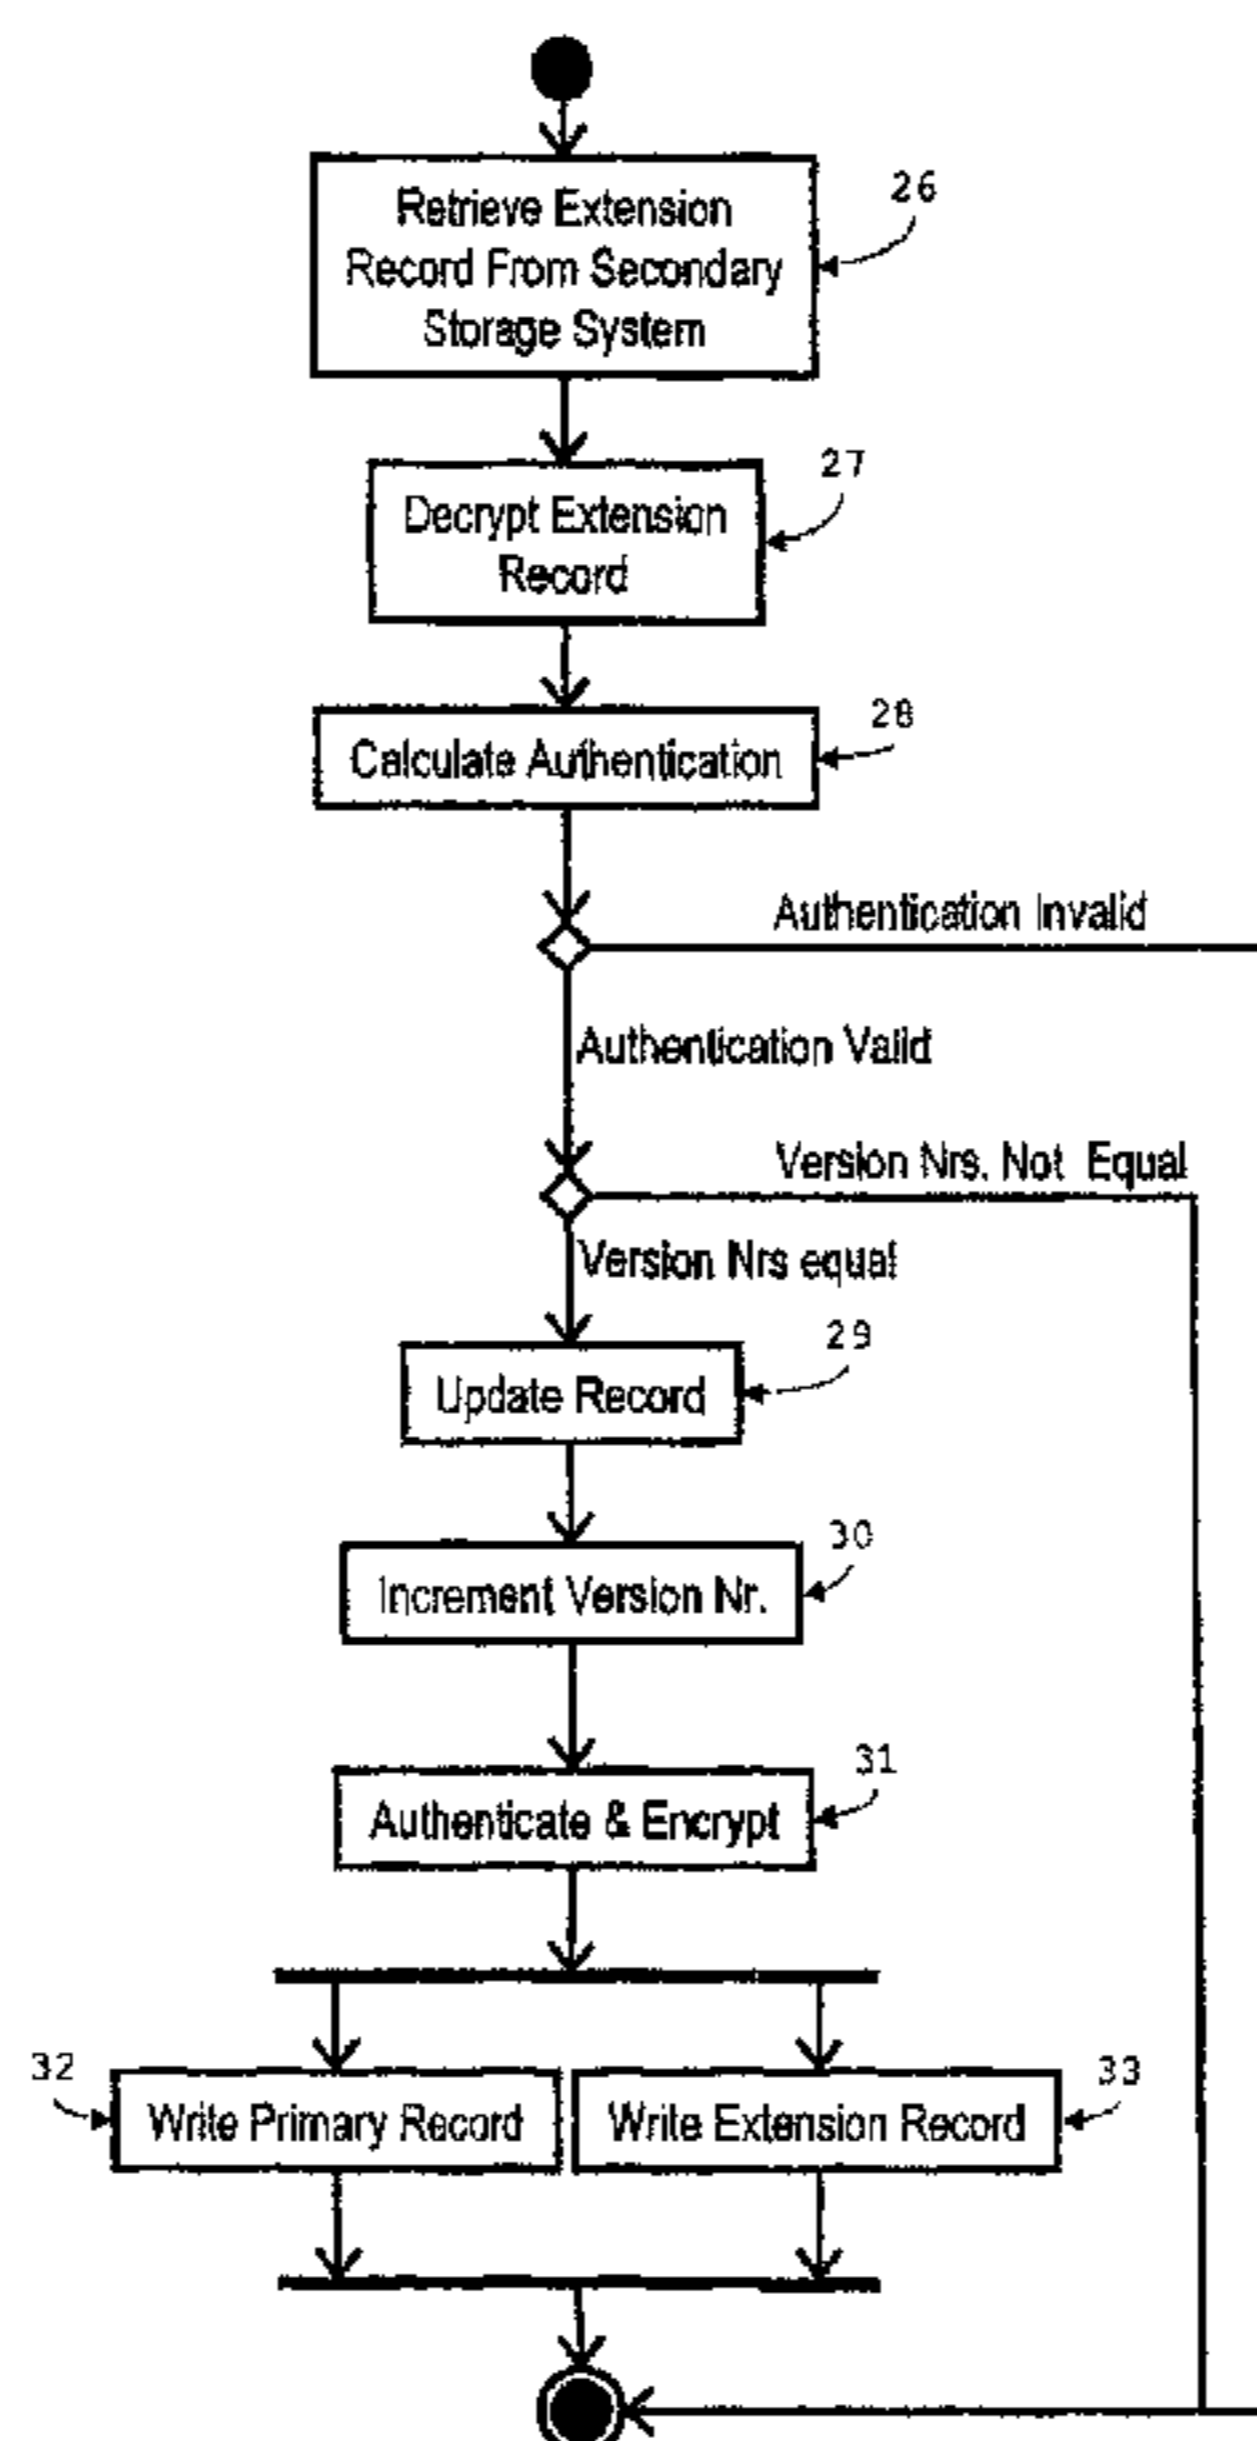 26
Retrieve Extension
Record From Secondary
Storage System
27
Decrypt Extension
Record
28
Calculate Authentication
Authentication Invalid
Authentication Valid
Version Nrs. Not Equal
Version Nrs equal
29
Update Record
30
Increment Version Nr.
31
Authenticate & Encrypt
32
33
Write Primary Record
Write Extension Record